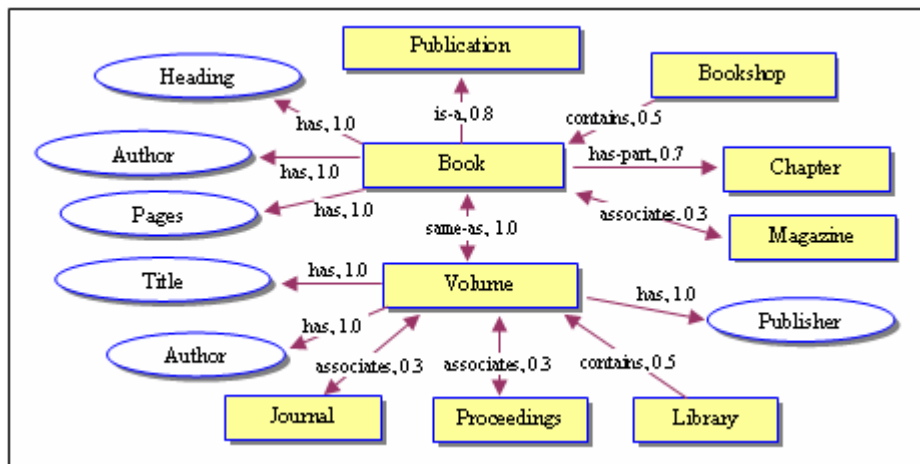 Publication
Heading
Bookshop
is-a, 0.8
contains, 0.5
has, 1.0
Author
Book
has-part, 0.7
Chapter
has, 1.0
Pages
has, 1.0
associates, 0.3
same-as, 1.0
Magazine
Title
has, 1.0
Volume
has, 1.0
Publisher
has, 1.0
Author
associates, 0.3
associates, 0.3
contains, 0.5
Journal
Proceedings
Library